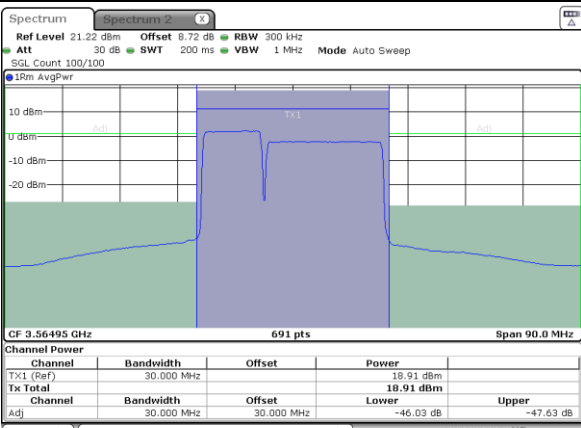 Spectrum Spectrum 2 X
Ref Level 21.22 dBm Offset 8.72 dB RBW 300 kHz
Att 30 dB SWT 200 ms VBW 1 MHz Mode Auto Sweep
SGL Count 100/100
1Rm AvgPwr
10 dBm
TX1
Adj Adj
0 dBm
-10 dBm
-20 dBm
CF 3.56495 GHz 691 pts Span 90.0 MHz
Channel Power
Channel Bandwidth Offset Power
TX1 (Ref) 30.000 MHz 18.91 dBm
Tx Total 18.91 dBm
Channel Bandwidth Offset Lower Upper
Adj 30.000 MHz 30.000 MHz -46.03 dB -47.63 dB